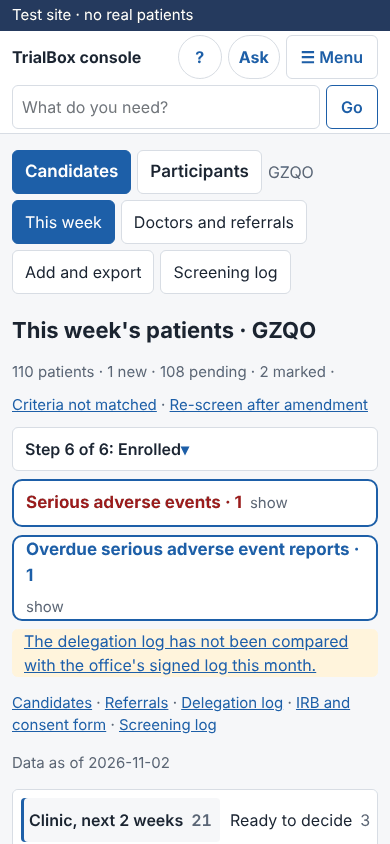 Test site · no real patients
TrialBox console ? Ask ☰ Menu
What do you need? Go
Candidates Participants GZQO
This week Doctors and referrals
Add and export Screening log
This week's patients · GZQO
110 patients · 1 new · 108 pending · 2 marked ·
Criteria not matched · Re-screen after amendment
Step 6 of 6: Enrolled▾
Serious adverse events · 1 show
Overdue serious adverse event reports ·
1
show
The delegation log has not been compared
with the office's signed log this month.
Candidates · Referrals · Delegation log · IRB and
consent form · Screening log
Data as of 2026-11-02
Clinic, next 2 weeks 21 Ready to decide 3